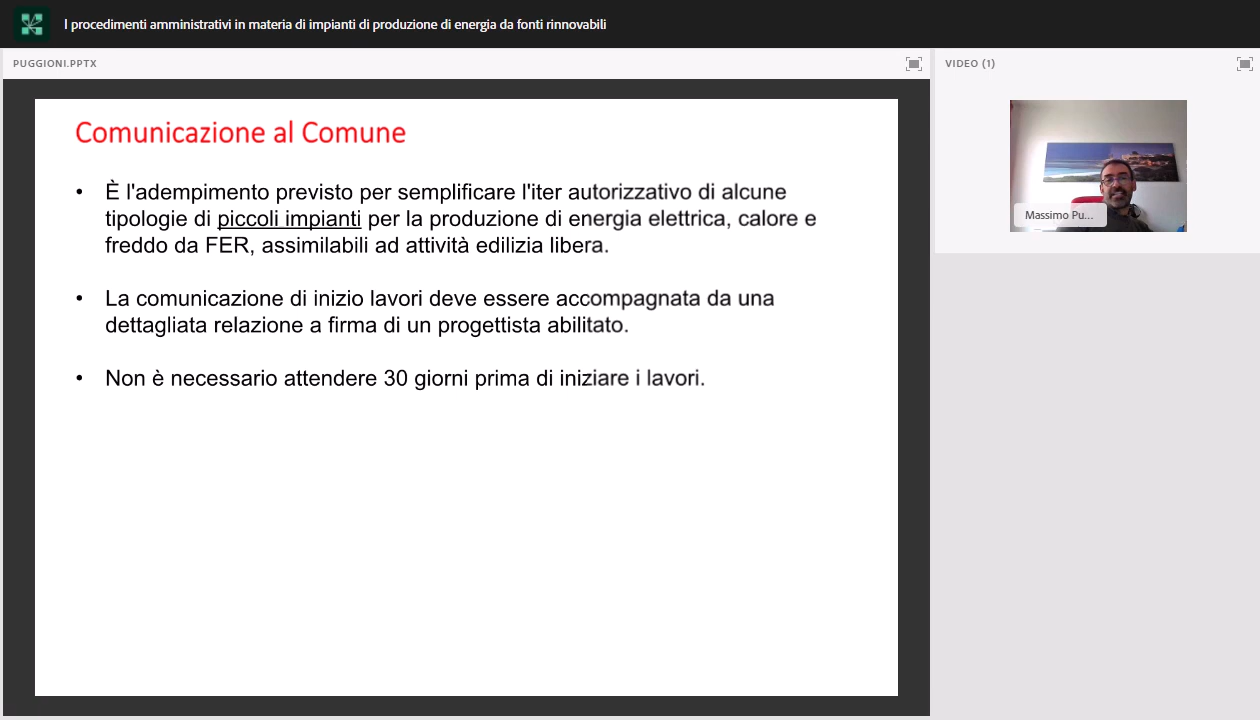 I procedimenti amministrativi in materia di impianti di produzione di energia da fonti rinnovabili
PUGGIONI.PPTX
VIDEO (1)
Comunicazione al Comune
• È l'adempimento previsto per semplificare l'iter autorizzativo di alcune
tipologie di piccoli impianti per la produzione di energia elettrica, calore e
freddo da FER, assimilabili ad attività edilizia libera.
• La comunicazione di inizio lavori deve essere accompagnata da una
dettagliata relazione a firma di un progettista abilitato.
• Non è necessario attendere 30 giorni prima di iniziare i lavori.
Massimo Pu...